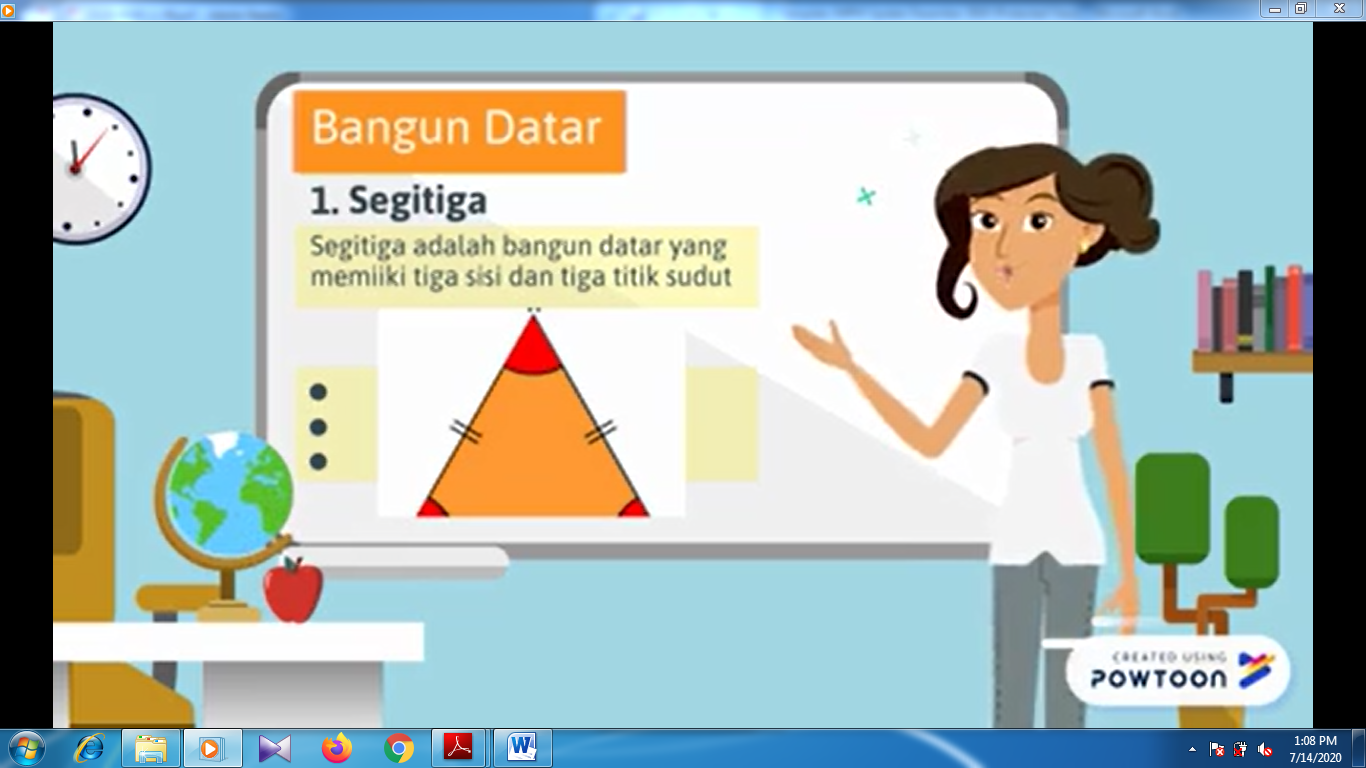 Bangun Datar
1. Segitiga
Segitiga adalah bangun datar yang
memiiki tiga sisi dan tiga titik sudut
CREATED USING
POWTOON
1:08 PM
7/14/2020